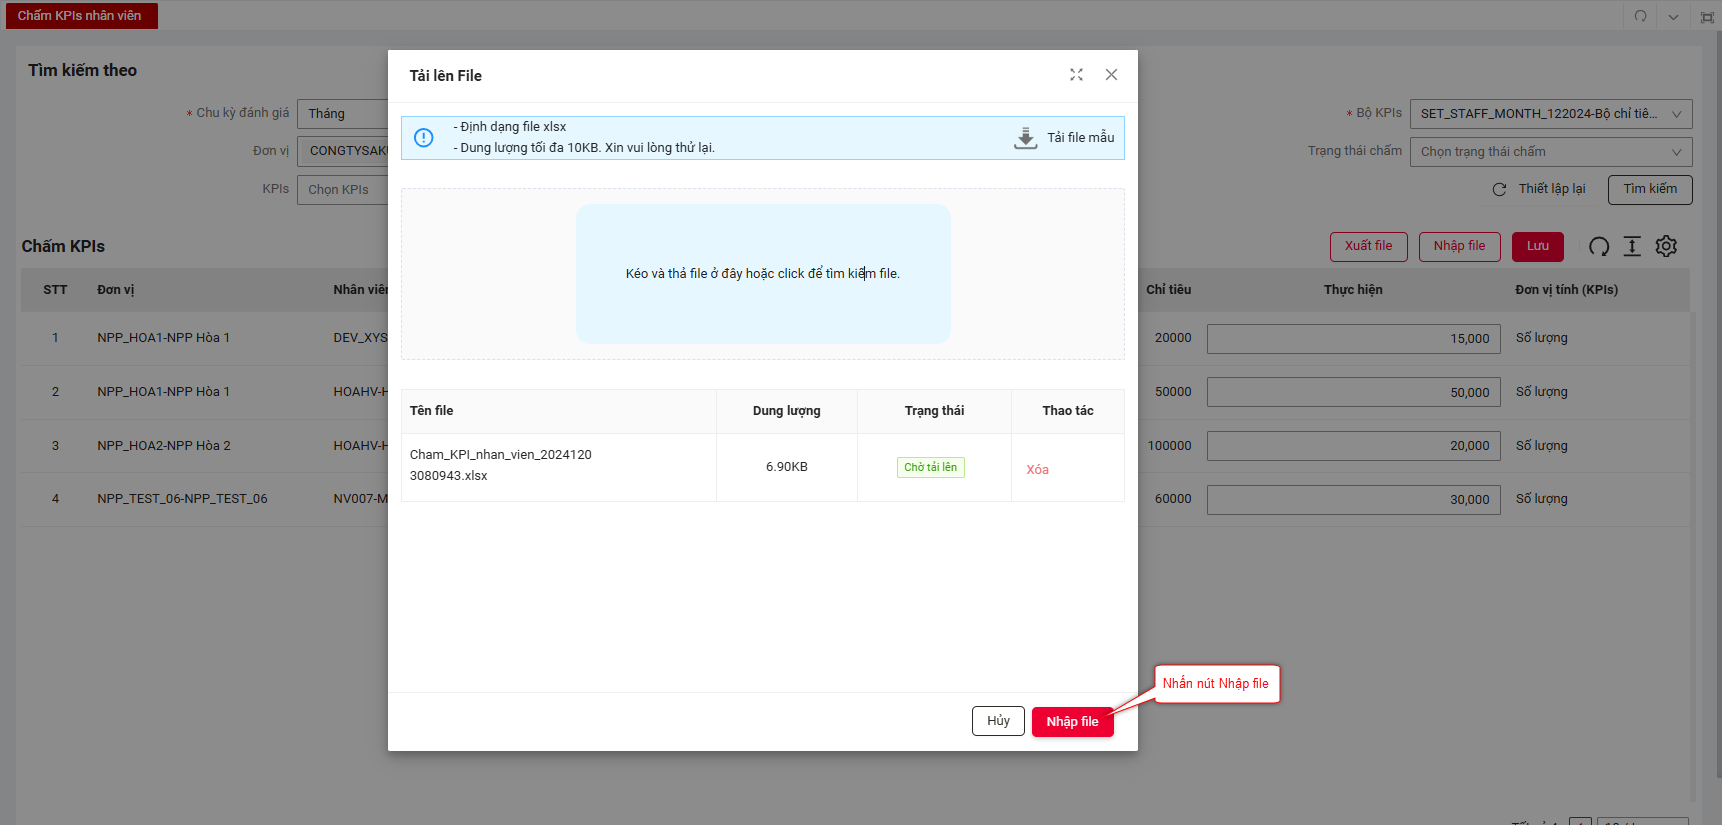 Chấm KPIs nhân viên
Tìm kiếm theo
* Chu kỳ đánh giá
Tháng
Đơn vị
KPIs
Chọn KPIs
* Bộ KPIs
SET_STAFF_MONTH_122024-Bộ chỉ tiê...
Trạng thái chấm
Chọn trạng thái chấm
Thiết lập lại
Tìm kiếm
Chấm KPIs
Xuất file
Nhập file
Lưu
STT
Đơn vị
Nhân viên
Chỉ tiêu
Thực hiện
Đơn vị tính (KPIs)
1
NPP_HOA1-NPP Hòa 1
20000
15,000
Số lượng
2
NPP_HOA1-NPP Hòa 1
50000
50,000
Số lượng
3
NPP_HOA2-NPP Hòa 2
100000
20,000
Số lượng
4
NPP_TEST_06-NPP_TEST_06
60000
30,000
Số lượng
Tải lên File
- Định dạng file xlsx
- Dung lượng tối đa 10KB. Xin vui lòng thử lại.
Tải file mẫu
Kéo và thả file ở đây hoặc click để tìm kiếm file.
Tên file
Dung lượng
Trạng thái
Thao tác
Cham_KPI_nhan_vien_2024120
3080943.xlsx
6.90KB
Chờ tải lên
Xóa
Hủy
Nhập file
Nhấn nút Nhập file